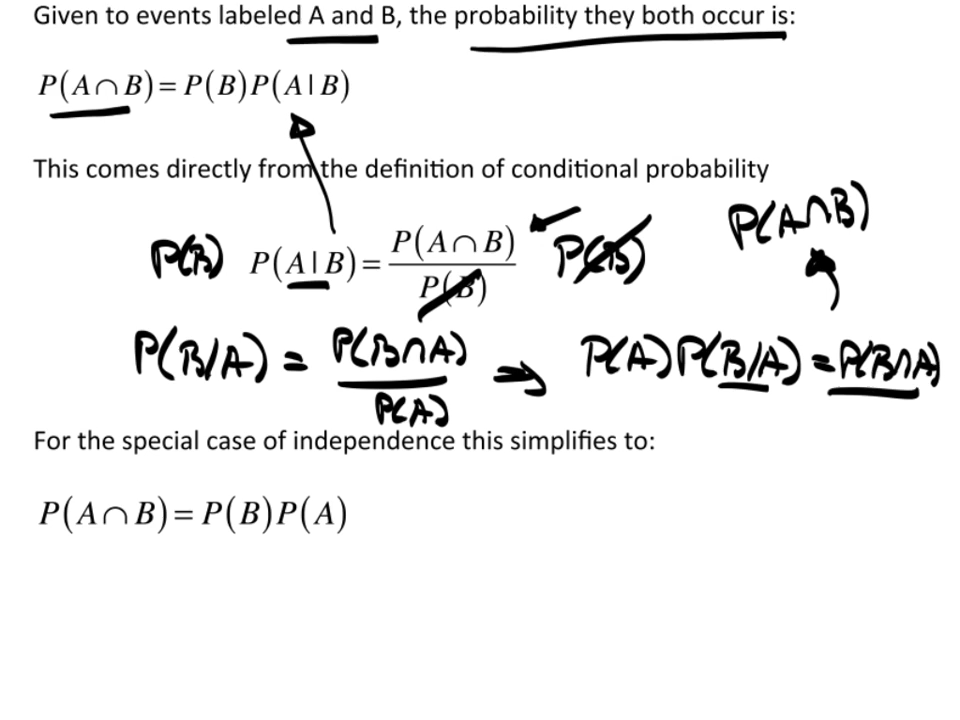 Given to events labeled A and B, the probability they both occur is:
P(A∩B)=P(B)P(A|B)
This comes directly from the definition of conditional probability
P(B) P(A|B)=P(A∩B)/P(B) P(B) P(A∩B)
P(B/A) = P(B∩A)/P(A) ⇒ P(A)P(B/A)=P(B∩A)
For the special case of independence this simplifies to:
P(A∩B)=P(B)P(A)